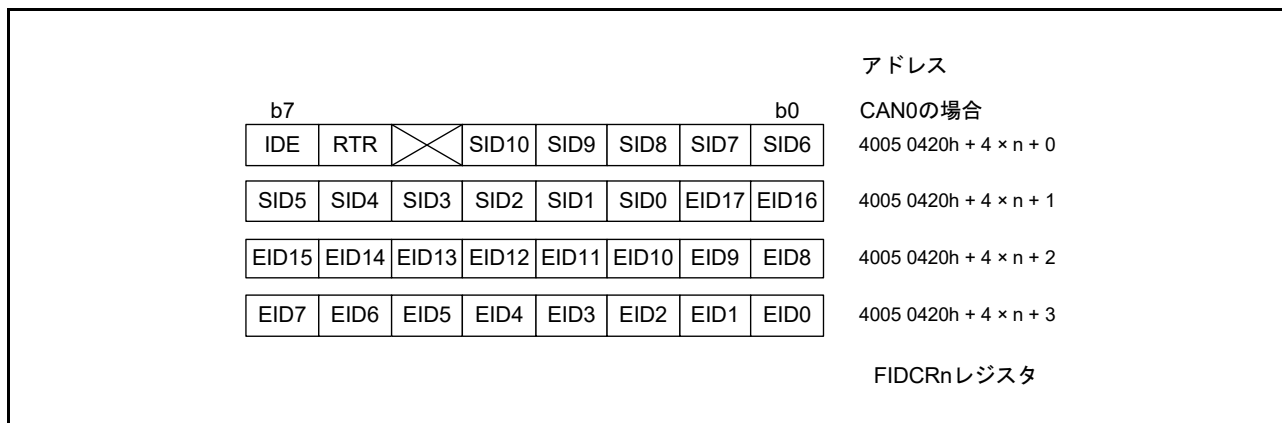 アドレス
b7 b0 CAN0の場合
IDE RTR SID10 SID9 SID8 SID7 SID6 4005 0420h + 4 × n + 0
SID5 SID4 SID3 SID2 SID1 SID0 EID17 EID16 4005 0420h + 4 × n + 1
EID15 EID14 EID13 EID12 EID11 EID10 EID9 EID8 4005 0420h + 4 × n + 2
EID7 EID6 EID5 EID4 EID3 EID2 EID1 EID0 4005 0420h + 4 × n + 3
FIDCRnレジスタ